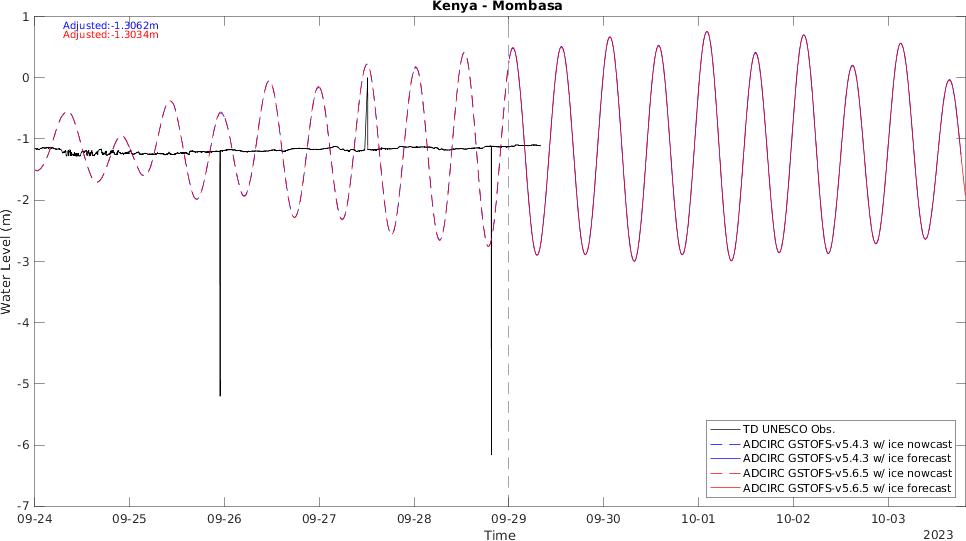 Kenya - Mombasa
Adjusted:-1.3062m
Adjusted:-1.3034m
1
0
-1
-2
-3
-4
-5
-6
-7
Water Level (m)
09-24
09-25
09-26
09-27
09-28
09-29
09-30
10-01
10-02
10-03
Time
2023
TD UNESCO Obs.
ADCIRC GSTOFS-v5.4.3 w/ ice nowcast
ADCIRC GSTOFS-v5.4.3 w/ ice forecast
ADCIRC GSTOFS-v5.6.5 w/ ice nowcast
ADCIRC GSTOFS-v5.6.5 w/ ice forecast